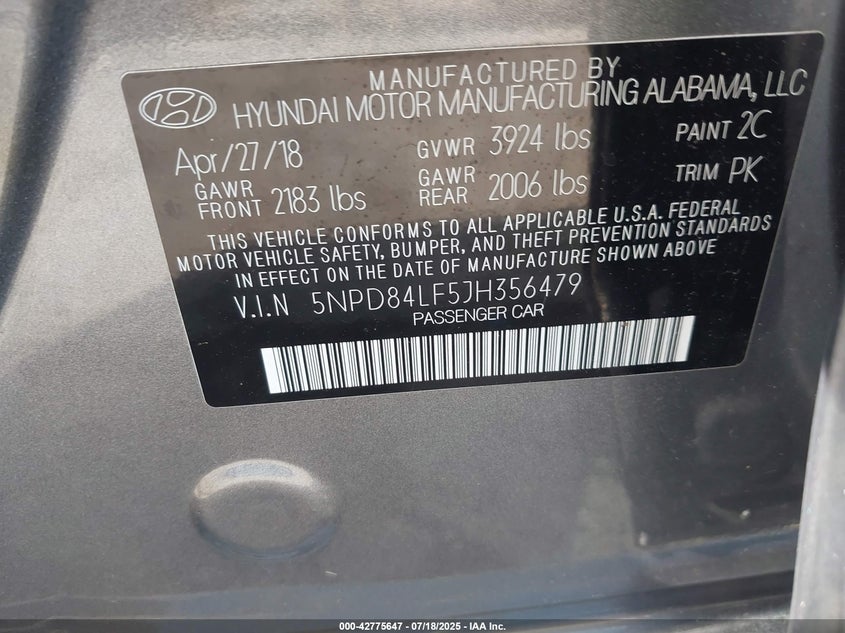 MANUFACTURED BY
HYUNDAI MOTOR MANUFACTURING ALABAMA, LLC
Apr/27/18 GVWR 3924 lbs PAINT 2C
GAWR FRONT 2183 lbs GAWR REAR 2006 lbs TRIM PK
THIS VEHICLE CONFORMS TO ALL APPLICABLE U.S.A. FEDERAL
MOTOR VEHICLE SAFETY, BUMPER, AND THEFT PREVENTION STANDARDS
IN EFFECT ON THE DATE OF MANUFACTURE SHOWN ABOVE
V.I.N 5NPD84LF5JH356479
PASSENGER CAR
000-42775647 - 07/18/2025 - IAA Inc.